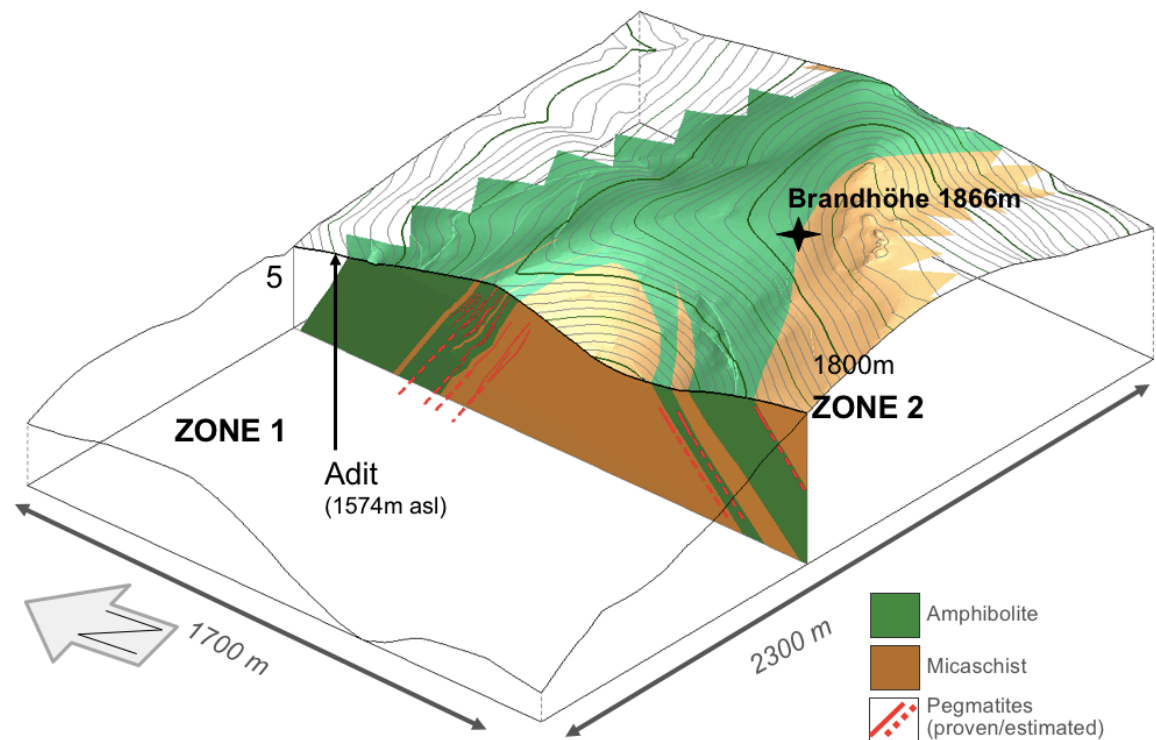 Brandhöhe 1866m
5
1800m
ZONE 1
ZONE 2
Adit
(1574m asl)
N
1700 m
2300 m
Amphibolite
Micaschist
Pegmatites
(proven/estimated)